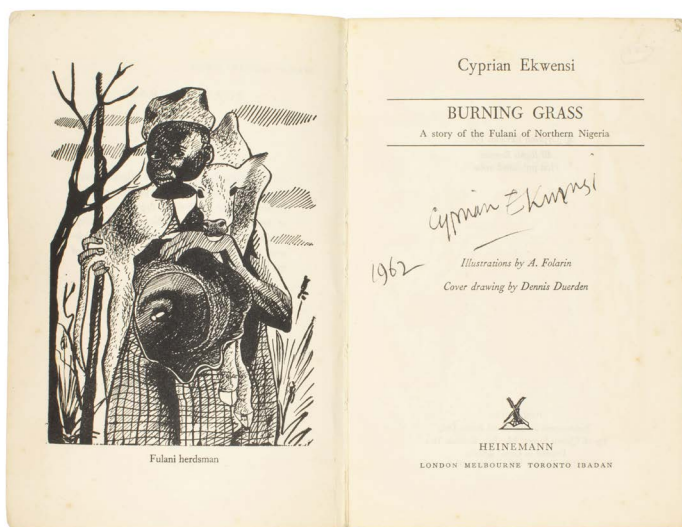 Fulani herdsman
Cyprian Ekwensi
BURNING GRASS
A story of the Fulani of Northern Nigeria
Cyprian Ekwensi
1962
Illustrations by A. Folarin
Cover drawing by Dennis Duerden
HEINEMANN
LONDON MELBOURNE TORONTO IBADAN